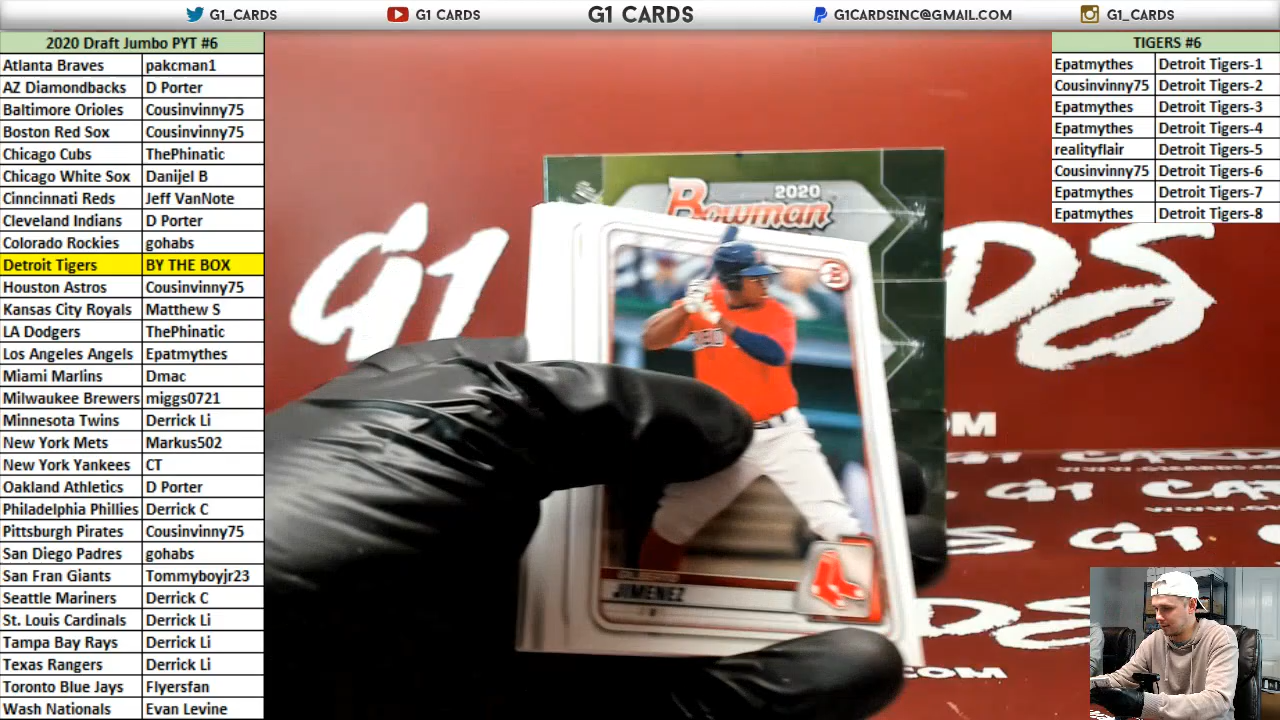 G1_CARDS
G1 CARDS
G1 CARDS
G1CARDSINC@GMAIL.COM
G1_CARDS
2020 Draft Jumbo PYT #6
Atlanta Braves pakcman1
AZ Diamondbacks D Porter
Baltimore Orioles Cousinvinny75
Boston Red Sox Cousinvinny75
Chicago Cubs ThePhinatic
Chicago White Sox Danijel B
Cinncinnati Reds Jeff VanNote
Cleveland Indians D Porter
Colorado Rockies gohabs
Detroit Tigers BY THE BOX
Houston Astros Cousinvinny75
Kansas City Royals Matthew S
LA Dodgers ThePhinatic
Los Angeles Angels Epatmythes
Miami Marlins Dmac
Milwaukee Brewers miggs0721
Minnesota Twins Derrick Li
New York Mets Markus502
New York Yankees CT
Oakland Athletics D Porter
Philadelphia Phillies Derrick C
Pittsburgh Pirates Cousinvinny75
San Diego Padres gohabs
San Fran Giants Tommyboyjr23
Seattle Mariners Derrick C
St. Louis Cardinals Derrick Li
Tampa Bay Rays Derrick Li
Texas Rangers Derrick Li
Toronto Blue Jays Flyersfan
Wash Nationals Evan Levine
TIGERS #6
Epatmythes Detroit Tigers-1
Cousinvinny75 Detroit Tigers-2
Epatmythes Detroit Tigers-3
Epatmythes Detroit Tigers-4
realityflair Detroit Tigers-5
Cousinvinny75 Detroit Tigers-6
Epatmythes Detroit Tigers-7
Epatmythes Detroit Tigers-8
2020
Bowman
G1
RDS
B
JIMENEZ
G1
G1
.COM